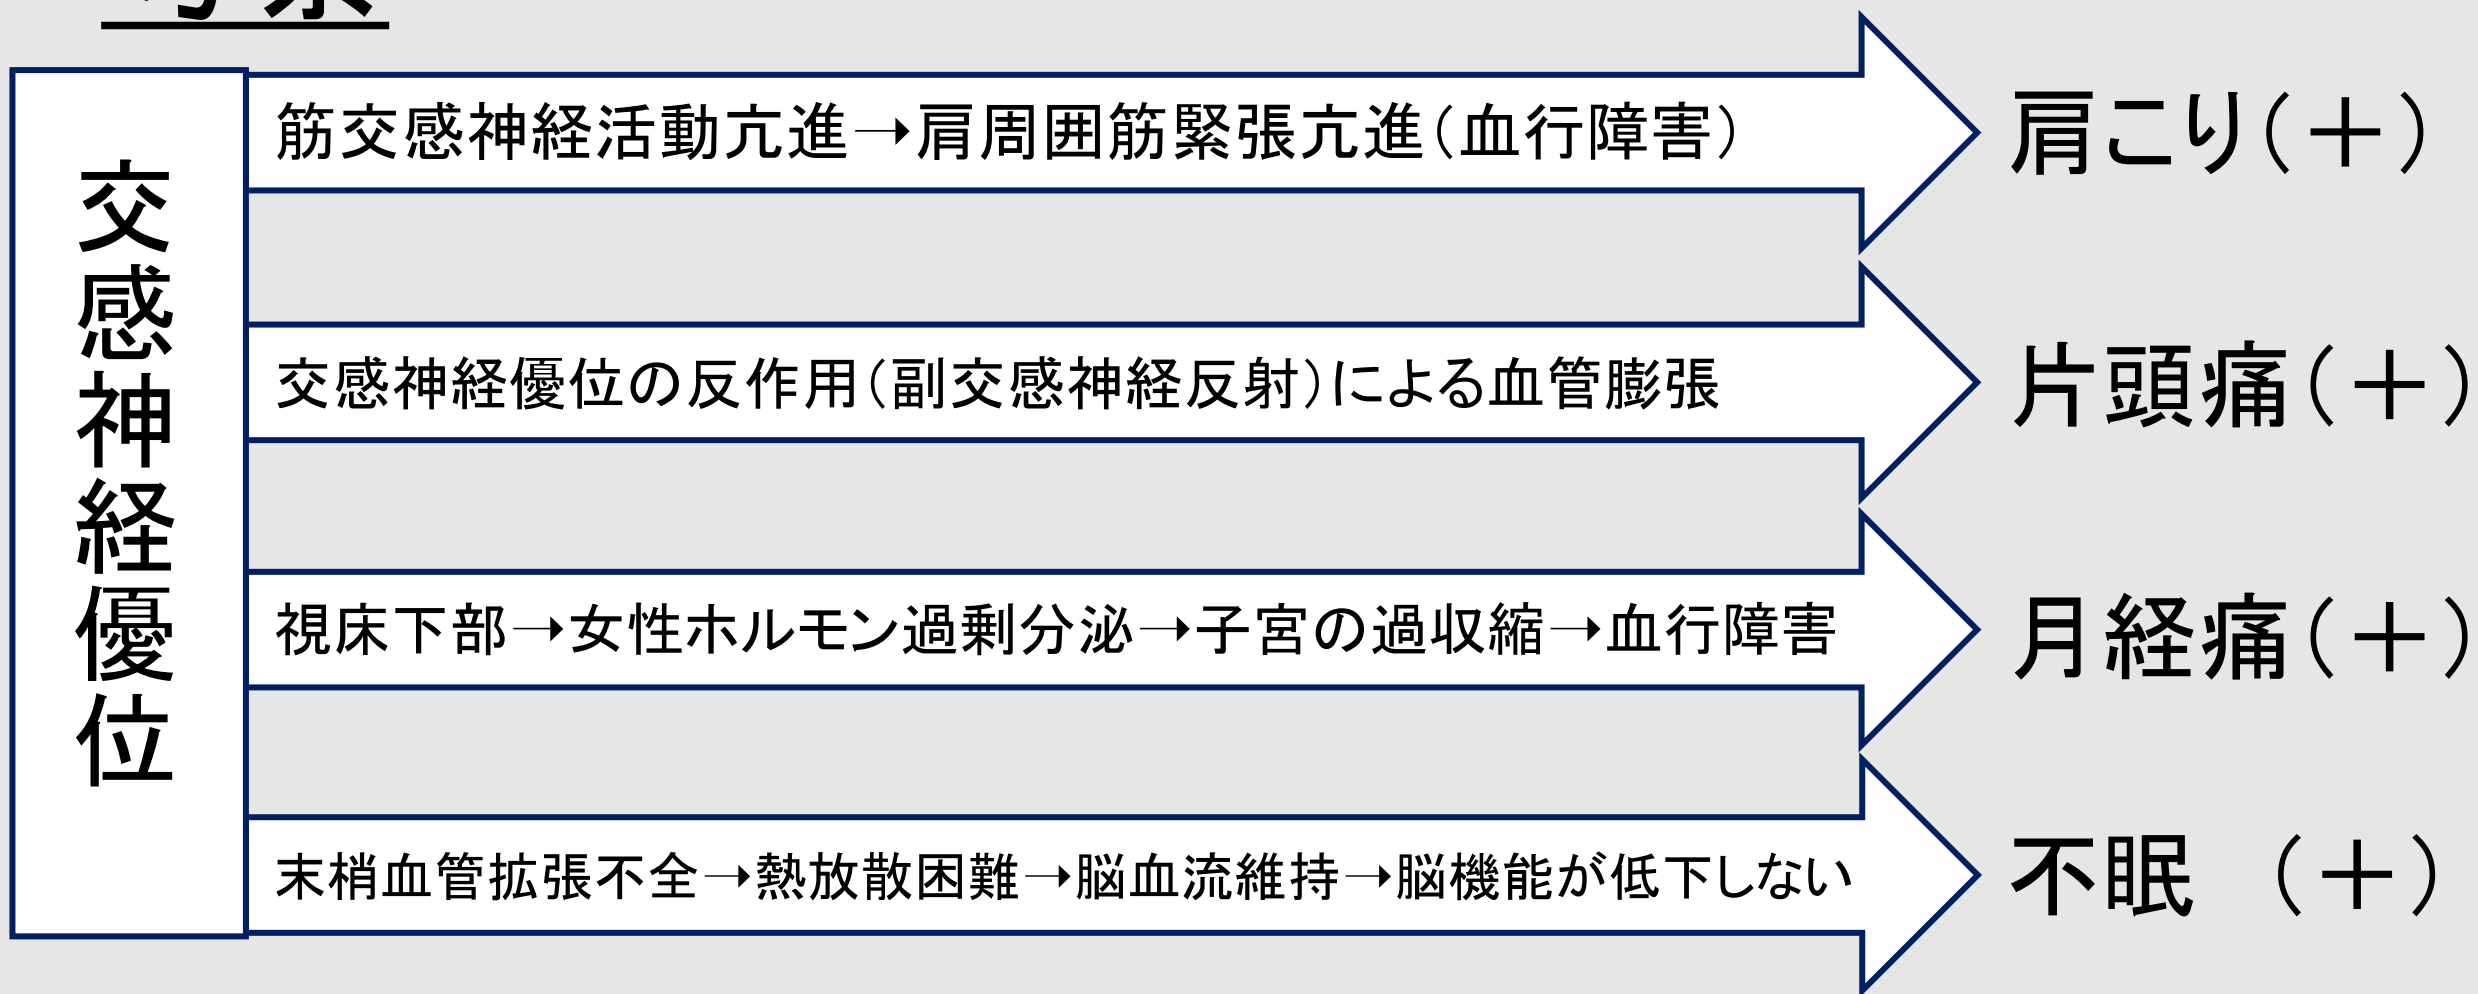 交感神経優位
筋交感神経活動亢進→肩周囲筋緊張亢進(血行障害)
肩こり(＋)
交感神経優位の反作用(副交感神経反射)による血管膨張
片頭痛(＋)
視床下部→女性ホルモン過剰分泌→子宮の過収縮→血行障害
月経痛(＋)
末梢血管拡張不全→熱放散困難→脳血流維持→脳機能が低下しない
不眠 (＋)